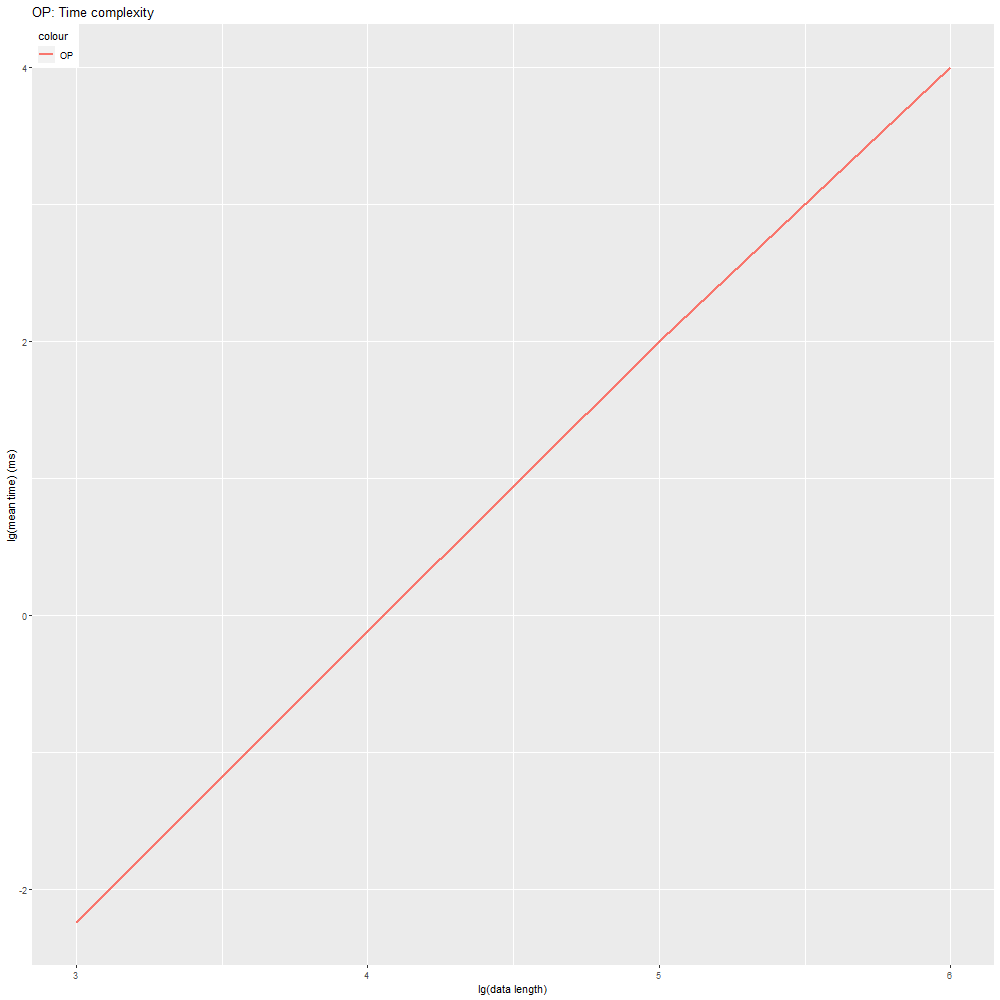 OP: Time complexity
colour
OP
4
2
0
-2
lg(mean time) (ms)
3 4 5 6
lg(data length)